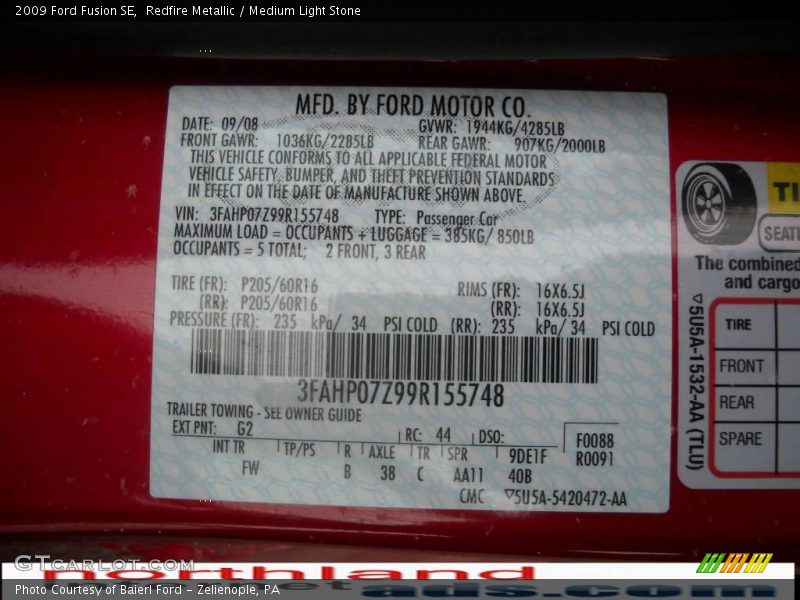 2009 Ford Fusion SE,  Redfire Metallic / Medium Light Stone
MFD. BY FORD MOTOR CO.
DATE: 09/08 GVWR: 1944KG/4285LB
FRONT GAWR: 1036KG/2285LB REAR GAWR: 907KG/2000LB
THIS VEHICLE CONFORMS TO ALL APPLICABLE FEDERAL MOTOR
VEHICLE SAFETY, BUMPER, AND THEFT PREVENTION STANDARDS
IN EFFECT ON THE DATE OF MANUFACTURE SHOWN ABOVE.
VIN: 3FAHP07Z99R155748 TYPE: Passenger Car
MAXIMUM LOAD = OCCUPANTS + LUGGAGE = 385KG/ 850LB
OCCUPANTS = 5 TOTAL; 2 FRONT, 3 REAR
TIRE (FR): P205/60R16 RIMS (FR): 16X6.5J
(RR): P205/60R16 (RR): 16X6.5J
PRESSURE (FR): 235 kPa/ 34 PSI COLD (RR): 235 kPa/ 34 PSI COLD
3FAHP07Z99R155748
TRAILER TOWING - SEE OWNER GUIDE
EXT PNT: G2 RC: 44 DSO: F0088
INT TR TP/PS R AXLE TR SPR 9DE1F R0091
FW B 38 C AA11 40B
CMC ▽5U5A-5420472-AA
TI
SEATI
The combined
and cargo
▽5U5A-1532-AA (TLU)
TIRE
FRONT
REAR
SPARE
GTCarLot.com
northland
ads.com
Photo Courtesy of Baierl Ford - Zelienople, PA